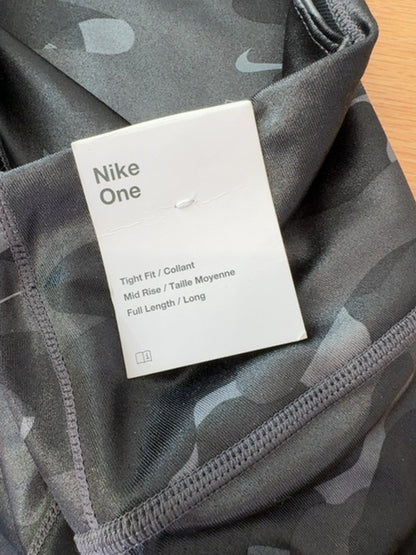 Nike
One
Tight Fit / Collant
Mid Rise / Taille Moyenne
Full Length / Long